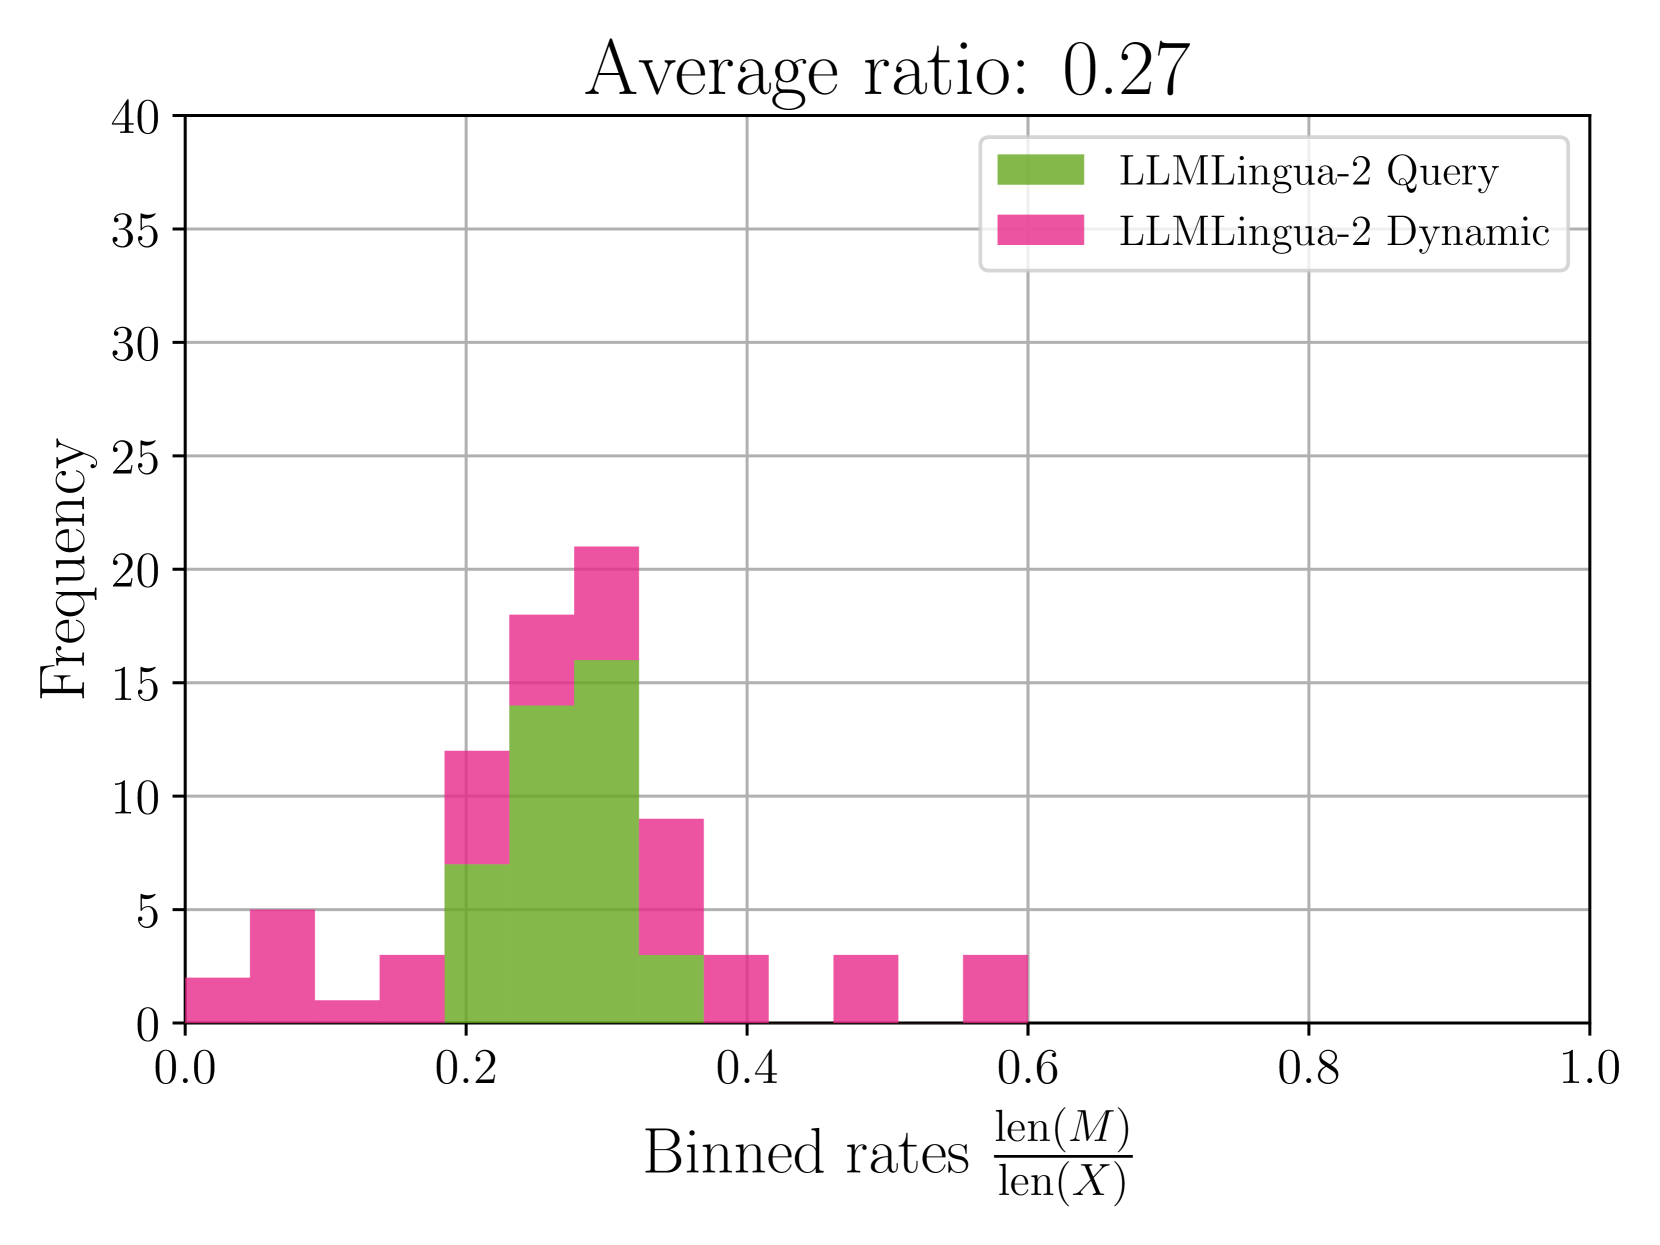 Average ratio: 0.27
40
35
30
25
20
15
10
5
0
Frequency
LLMLingua-2 Query
LLMLingua-2 Dynamic
0.0 0.2 0.4 0.6 0.8 1.0
Binned rates len(M)/len(X)